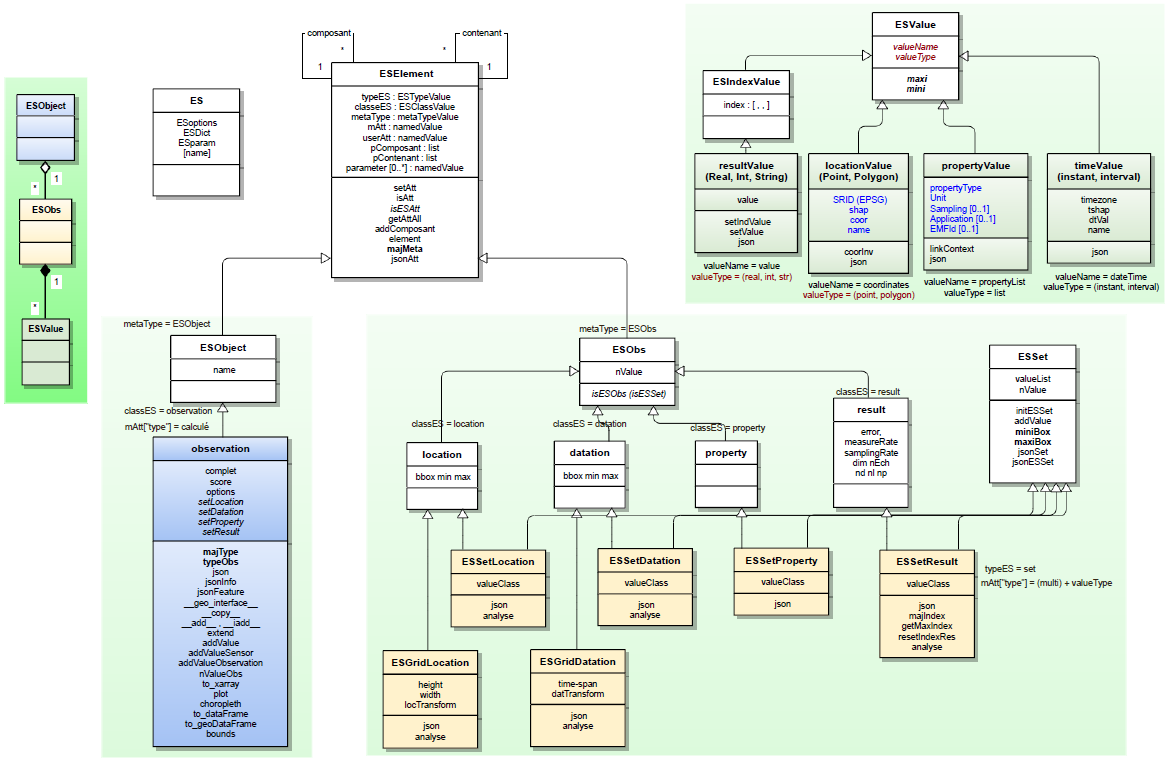 ESObject
1
*
ESObs
1
*
ESValue
ES
ESoptions
ESDict
ESparam
[name]
composant
*
1
contenant
*
1
ESElement
typeES : ESTypeValue
classeES : ESClassValue
metaType : metaTypeValue
mAtt : namedValue
userAtt : namedValue
pComposant : list
pContenant : list
parameter [0..*] : namedValue
setAtt
isAtt
isESAtt
getAttAll
addComposant
element
majMeta
jsonAtt
ESValue
valueName
valueType
maxi
mini
ESIndexValue
index : [ , , ]
resultValue
(Real, Int, String)
value
setIndValue
setValue
json
valueName = value
valueType = (real, int, str)
locationValue
(Point, Polygon)
SRID (EPSG)
shap
coor
name
coorInv
json
valueName = coordinates
valueType = (point, polygon)
propertyValue
propertyType
Unit
Sampling [0..1]
Application [0..1]
EMFId [0..1]
linkContext
json
valueName = propertyList
valueType = list
timeValue
(instant, interval)
timezone
tshap
dtVal
name
json
valueName = dateTime
valueType = (instant, interval)
metaType = ESObject
ESObject
name
classES = observation
mAtt["type"] = calculé
observation
complet
score
options
setLocation
setDatation
setProperty
setResult
majType
typeObs
json
jsonInfo
jsonFeature
__geo_interface__
__copy__
__add__ , __iadd__
extend
addValue
addValueSensor
addValueObservation
nValueObs
to_xarray
plot
choropleth
to_dataFrame
to_geoDataFrame
bounds
metaType = ESObs
ESObs
nValue
isESObs (isESSet)
classES = location
location
bbox min max
classES = datation
datation
bbox min max
classES = property
property
classES = result
result
error,
measureRate
samplingRate
dim nEch
nd nl np
ESSet
valueList
nValue
initESSet
addValue
miniBox
maxiBox
jsonSet
jsonESSet
ESSetLocation
valueClass
json
analyse
ESSetDatation
valueClass
json
analyse
ESSetProperty
valueClass
json
ESSetResult
valueClass
json
majIndex
getMaxIndex
resetIndexRes
analyse
typeES = set
mAtt["type"] = (multi) + valueType
ESGridLocation
height
width
locTransform
json
analyse
ESGridDatation
time-span
datTransform
json
analyse